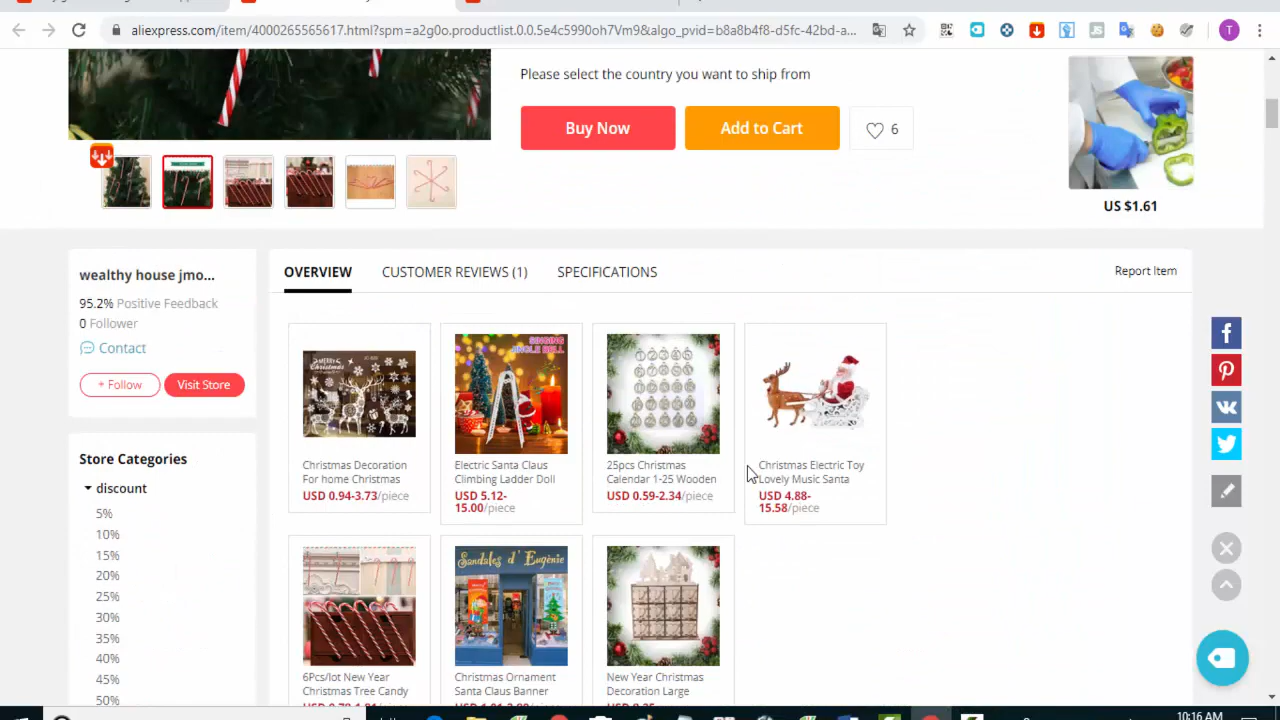 aliexpress.com/item/4000265565617.html?spm=a2g0o.productlist.0.0.5e4c5990oh7Vm9&algo_pvid=b8a8b4f8-d5fc-42bd-a...
T
Please select the country you want to ship from
Buy Now
Add to Cart
6
US $1.61
wealthy house jmo...
95.2% Positive Feedback
0 Follower
Contact
+ Follow
Visit Store
OVERVIEW
CUSTOMER REVIEWS (1)
SPECIFICATIONS
Report Item
Store Categories
discount
5%
10%
15%
20%
25%
30%
35%
40%
45%
50%
MERRY
Christmas
Christmas Decoration
For home Christmas
USD 0.94-3.73/piece
SINGING
JINGLE BELL
Electric Santa Claus
Climbing Ladder Doll
USD 5.12-
15.00/piece
25pcs Christmas
Calendar 1-25 Wooden
USD 0.59-2.34/piece
Christmas Electric Toy
Lovely Music Santa
USD 4.88-
15.58/piece
6Pcs/lot New Year
Christmas Tree Candy
Sandales d'Eugénie
Christmas Ornament
Santa Claus Banner
New Year Christmas
Decoration Large
10:16 AM